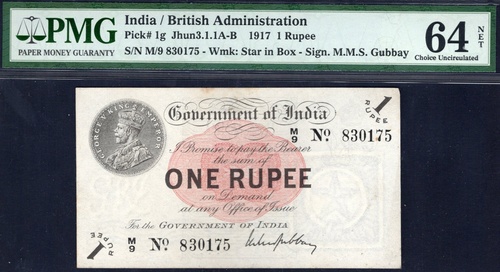 PMG
PAPER MONEY GUARANTY
India / British Administration
Pick# 1g Jhun3.1.1A-B 1917 1 Rupee
S/N M/9 830175 - Wmk: Star in Box - Sign. M.M.S. Gubbay
64 NET
Choice Uncirculated
GEORGE V KING EMPEROR
Government of India
1 RUPEE
M/9 No 830175
I Promise to pay the Bearer
the sum of
ONE RUPEE
on Demand
at any Office of Issue
For the GOVERNMENT OF INDIA
1 RUPEE
M/9 No 830175